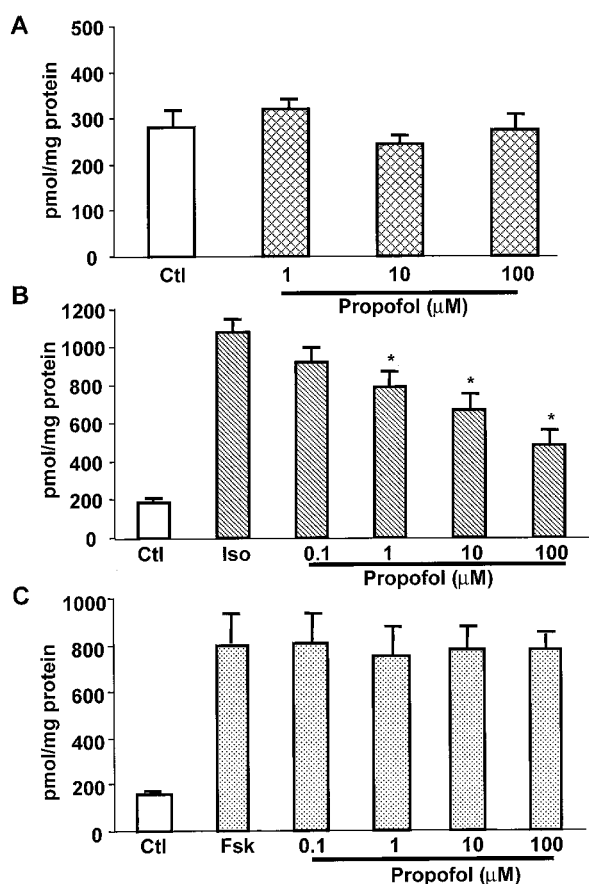 A
500
400
300
200
100
0
pmol/mg protein
Ctl 1 10 100
Propofol (µM)
B
1200
1000
800
600
400
200
0
pmol/mg protein
* * *
Ctl Iso 0.1 1 10 100
Propofol (µM)
C
1000
800
600
400
200
0
pmol/mg protein
Ctl Fsk 0.1 1 10 100
Propofol (µM)